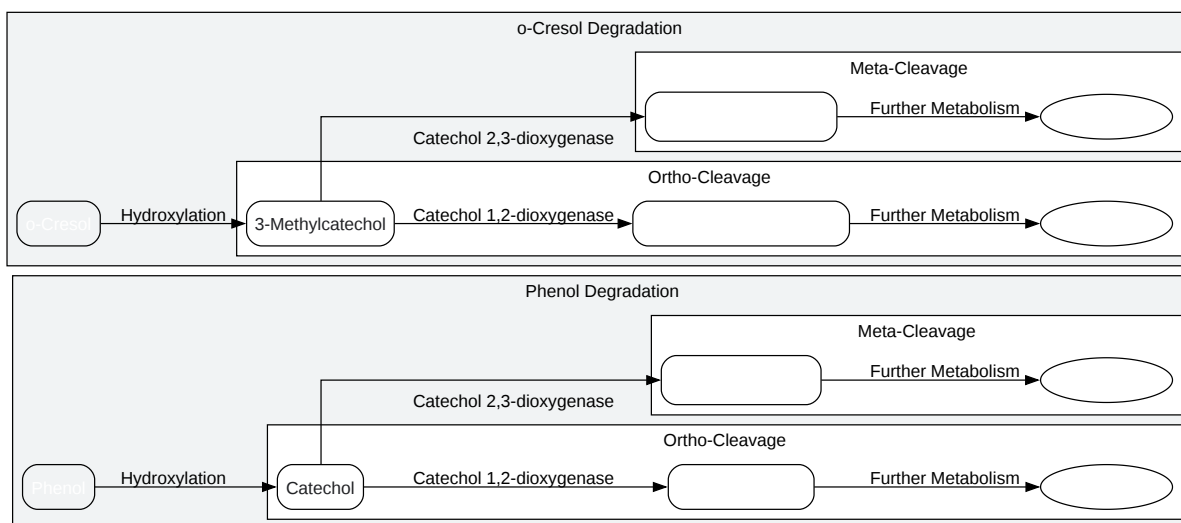 o-Cresol Degradation
Meta-Cleavage
Further Metabolism
Catechol 2,3-dioxygenase
Ortho-Cleavage
o-Cresol
Hydroxylation
3-Methylcatechol
Catechol 1,2-dioxygenase
Further Metabolism
Phenol Degradation
Meta-Cleavage
Further Metabolism
Catechol 2,3-dioxygenase
Ortho-Cleavage
Phenol
Hydroxylation
Catechol
Catechol 1,2-dioxygenase
Further Metabolism